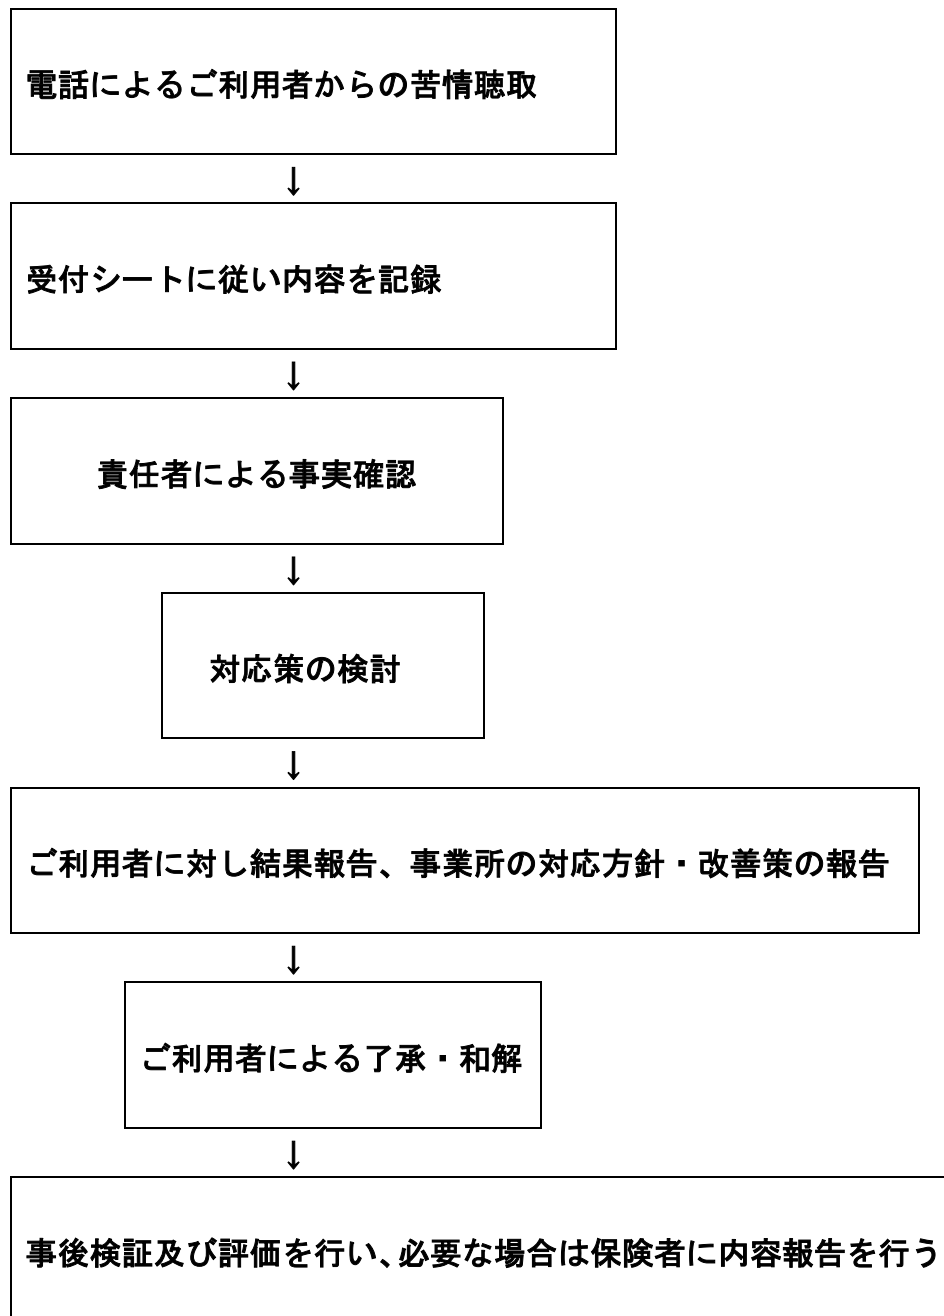 電話によるご利用者からの苦情聴取
↓
受付シートに従い内容を記録
↓
責任者による事実確認
↓
対応策の検討
↓
ご利用者に対し結果報告、事業所の対応方針・改善策の報告
↓
ご利用者による了承・和解
↓
事後検証及び評価を行い、必要な場合は保険者に内容報告を行う